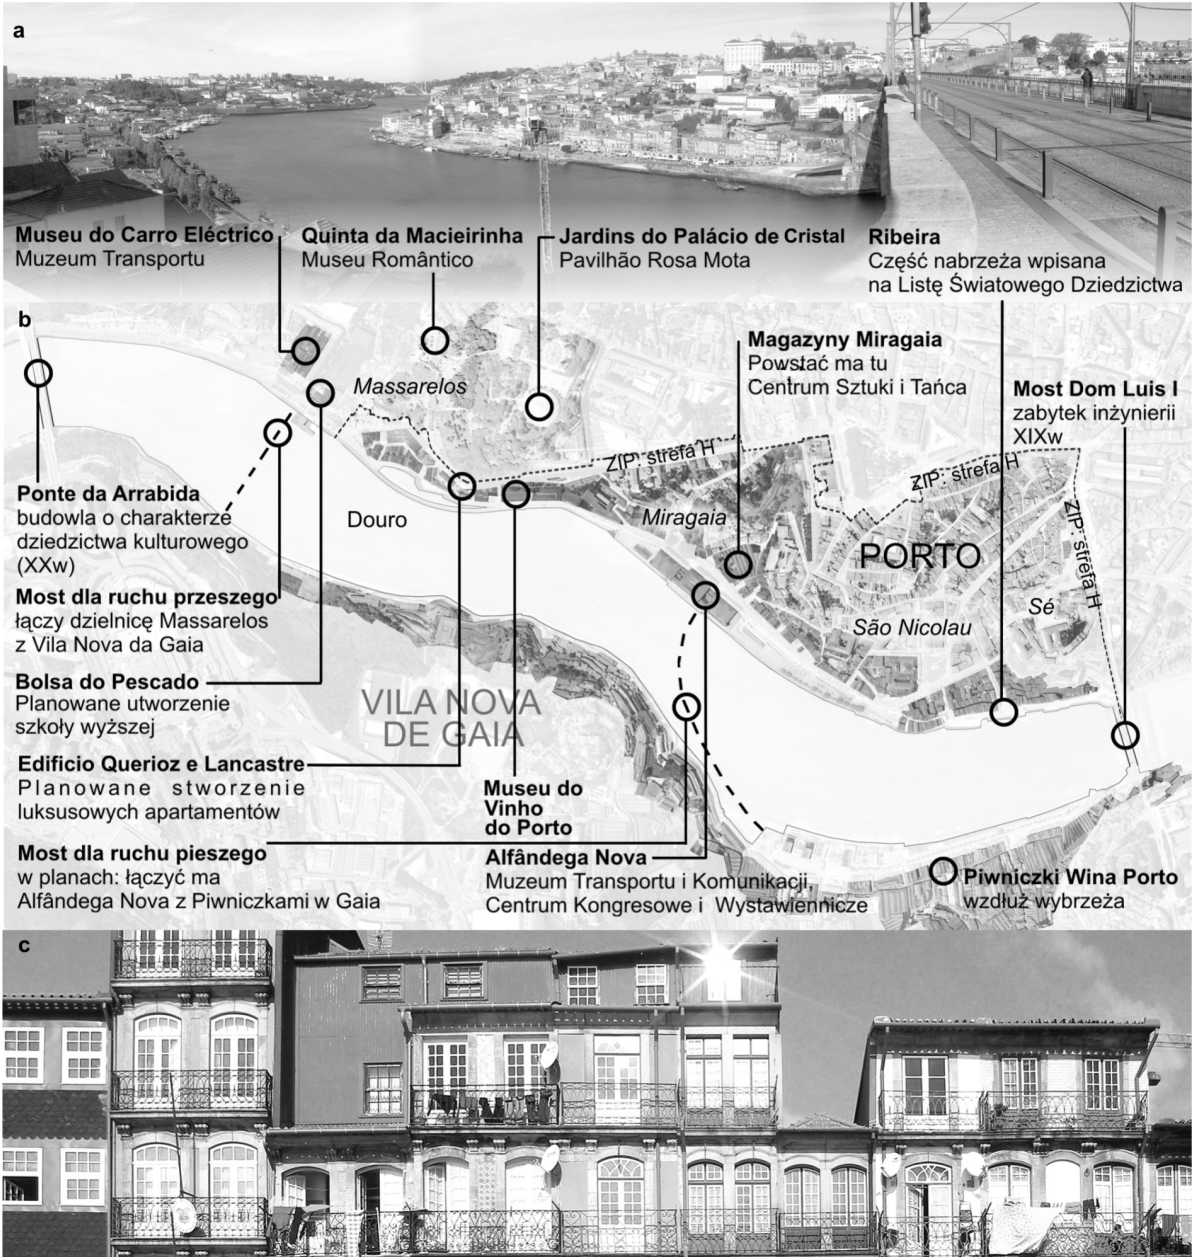 a
Museu do Carro Eléctrico
Muzeum Transportu
Quinta da Macieirinha
Museu Romântico
Jardins do Palácio de Cristal
Pavilhão Rosa Mota
Ribeira
Część nabrzeża wpisana
na Listę Światowego Dziedzictwa
b
Magazyny Miragaia
Powstać ma tu
Centrum Sztuki i Tańca
Most Dom Luis I
zabytek inżynierii
XIXw
Massarelos
ZIP: strefa H
ZIP: strefa H
ZIP: strefa H
Ponte da Arrabida
budowla o charakterze
dziedzictwa kulturowego
(XXw)
Douro
Miragaia
PORTO
São Nicolau
Sé
Most dla ruchu przeszego
łączy dzielnicę Massarelos
z Vila Nova da Gaia
Bolsa do Pescado
Planowane utworzenie
szkoły wyższej
VILA NOVA
DE GAIA
Edificio Querioz e Lancastre
Planowane stworzenie
luksusowych apartamentów
Museu do
Vinho
do Porto
Most dla ruchu pieszego
w planach: łączyć ma
Alfândega Nova z Piwniczkami w Gaia
Alfândega Nova
Muzeum Transportu i Komunikacji,
Centrum Kongresowe i Wystawiennicze
Piwniczki Wina Porto
wzdłuż wybrzeża
c